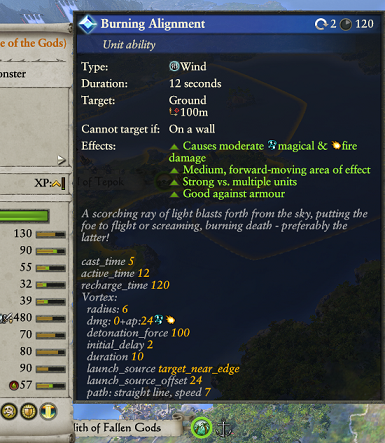 Burning Alignment
2
120
e of the Gods)
Unit ability
onster
Type: Wind
Duration: 12 seconds
Target: Ground
100m
Cannot target if: On a wall
Effects: Causes moderate magical & fire
damage
Medium, forward-moving area of effect
Strong vs. multiple units
Good against armour
XP:
of Tepok
A scorching ray of light blasts forth from the sky, putting the
foe to flight or screaming, burning death - preferably the
latter!
130
90
55
32
39
480
70
80
90
57
cast_time 5
active_time 12
recharge_time 120
Vortex:
radius: 6
dmg: 0+ap:24
detonation_force 100
initial_delay 2
duration 10
launch_source target_near_edge
launch_source_offset 24
path: straight line, speed 7
lith of Fallen Gods